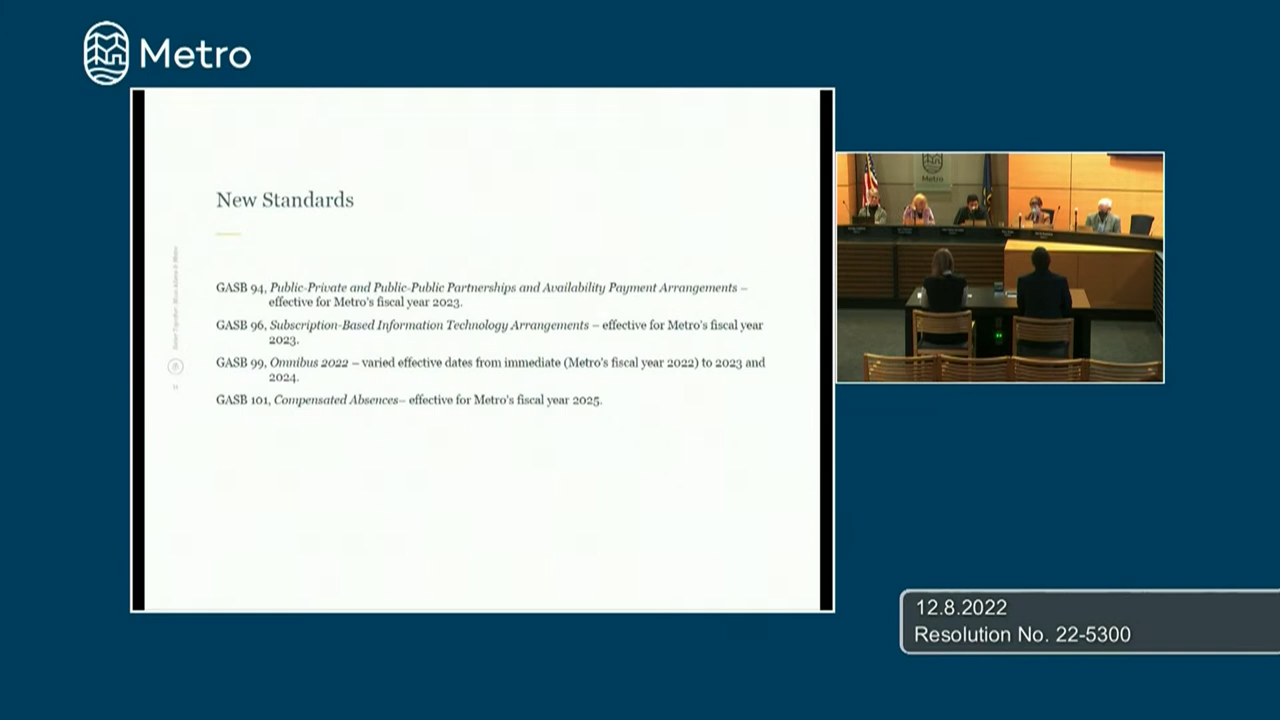 Metro
New Standards
GASB 94, Public-Private and Public-Public Partnerships and Availability Payment Arrangements –
effective for Metro's fiscal year 2023.
GASB 96, Subscription-Based Information Technology Arrangements – effective for Metro's fiscal year
2023.
GASB 99, Omnibus 2022 – varied effective dates from immediate (Metro's fiscal year 2022) to 2023 and
2024.
GASB 101, Compensated Absences– effective for Metro's fiscal year 2025.
Metro
12.8.2022
Resolution No. 22-5300